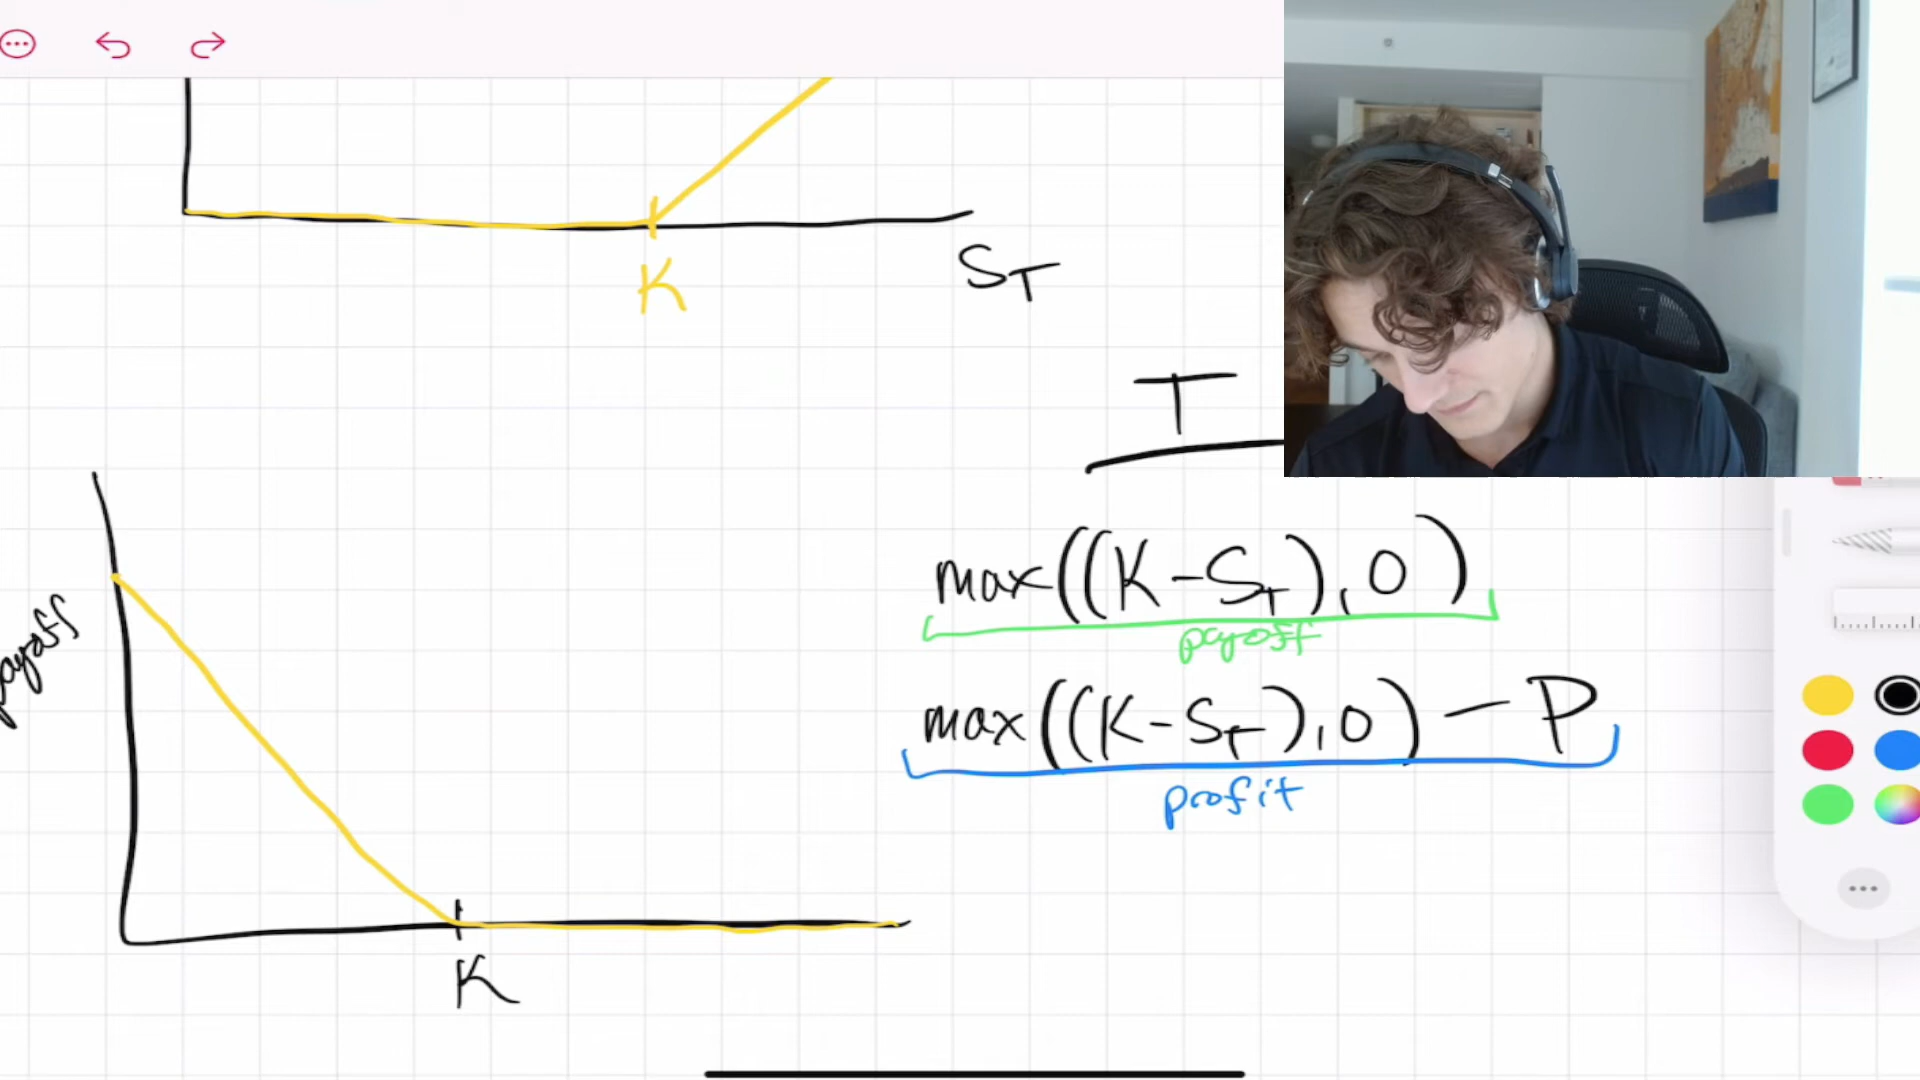 K
S_T
T
max((K-S_T),0)
payoff
payoff
max((K-S_T),0) - P
profit
K